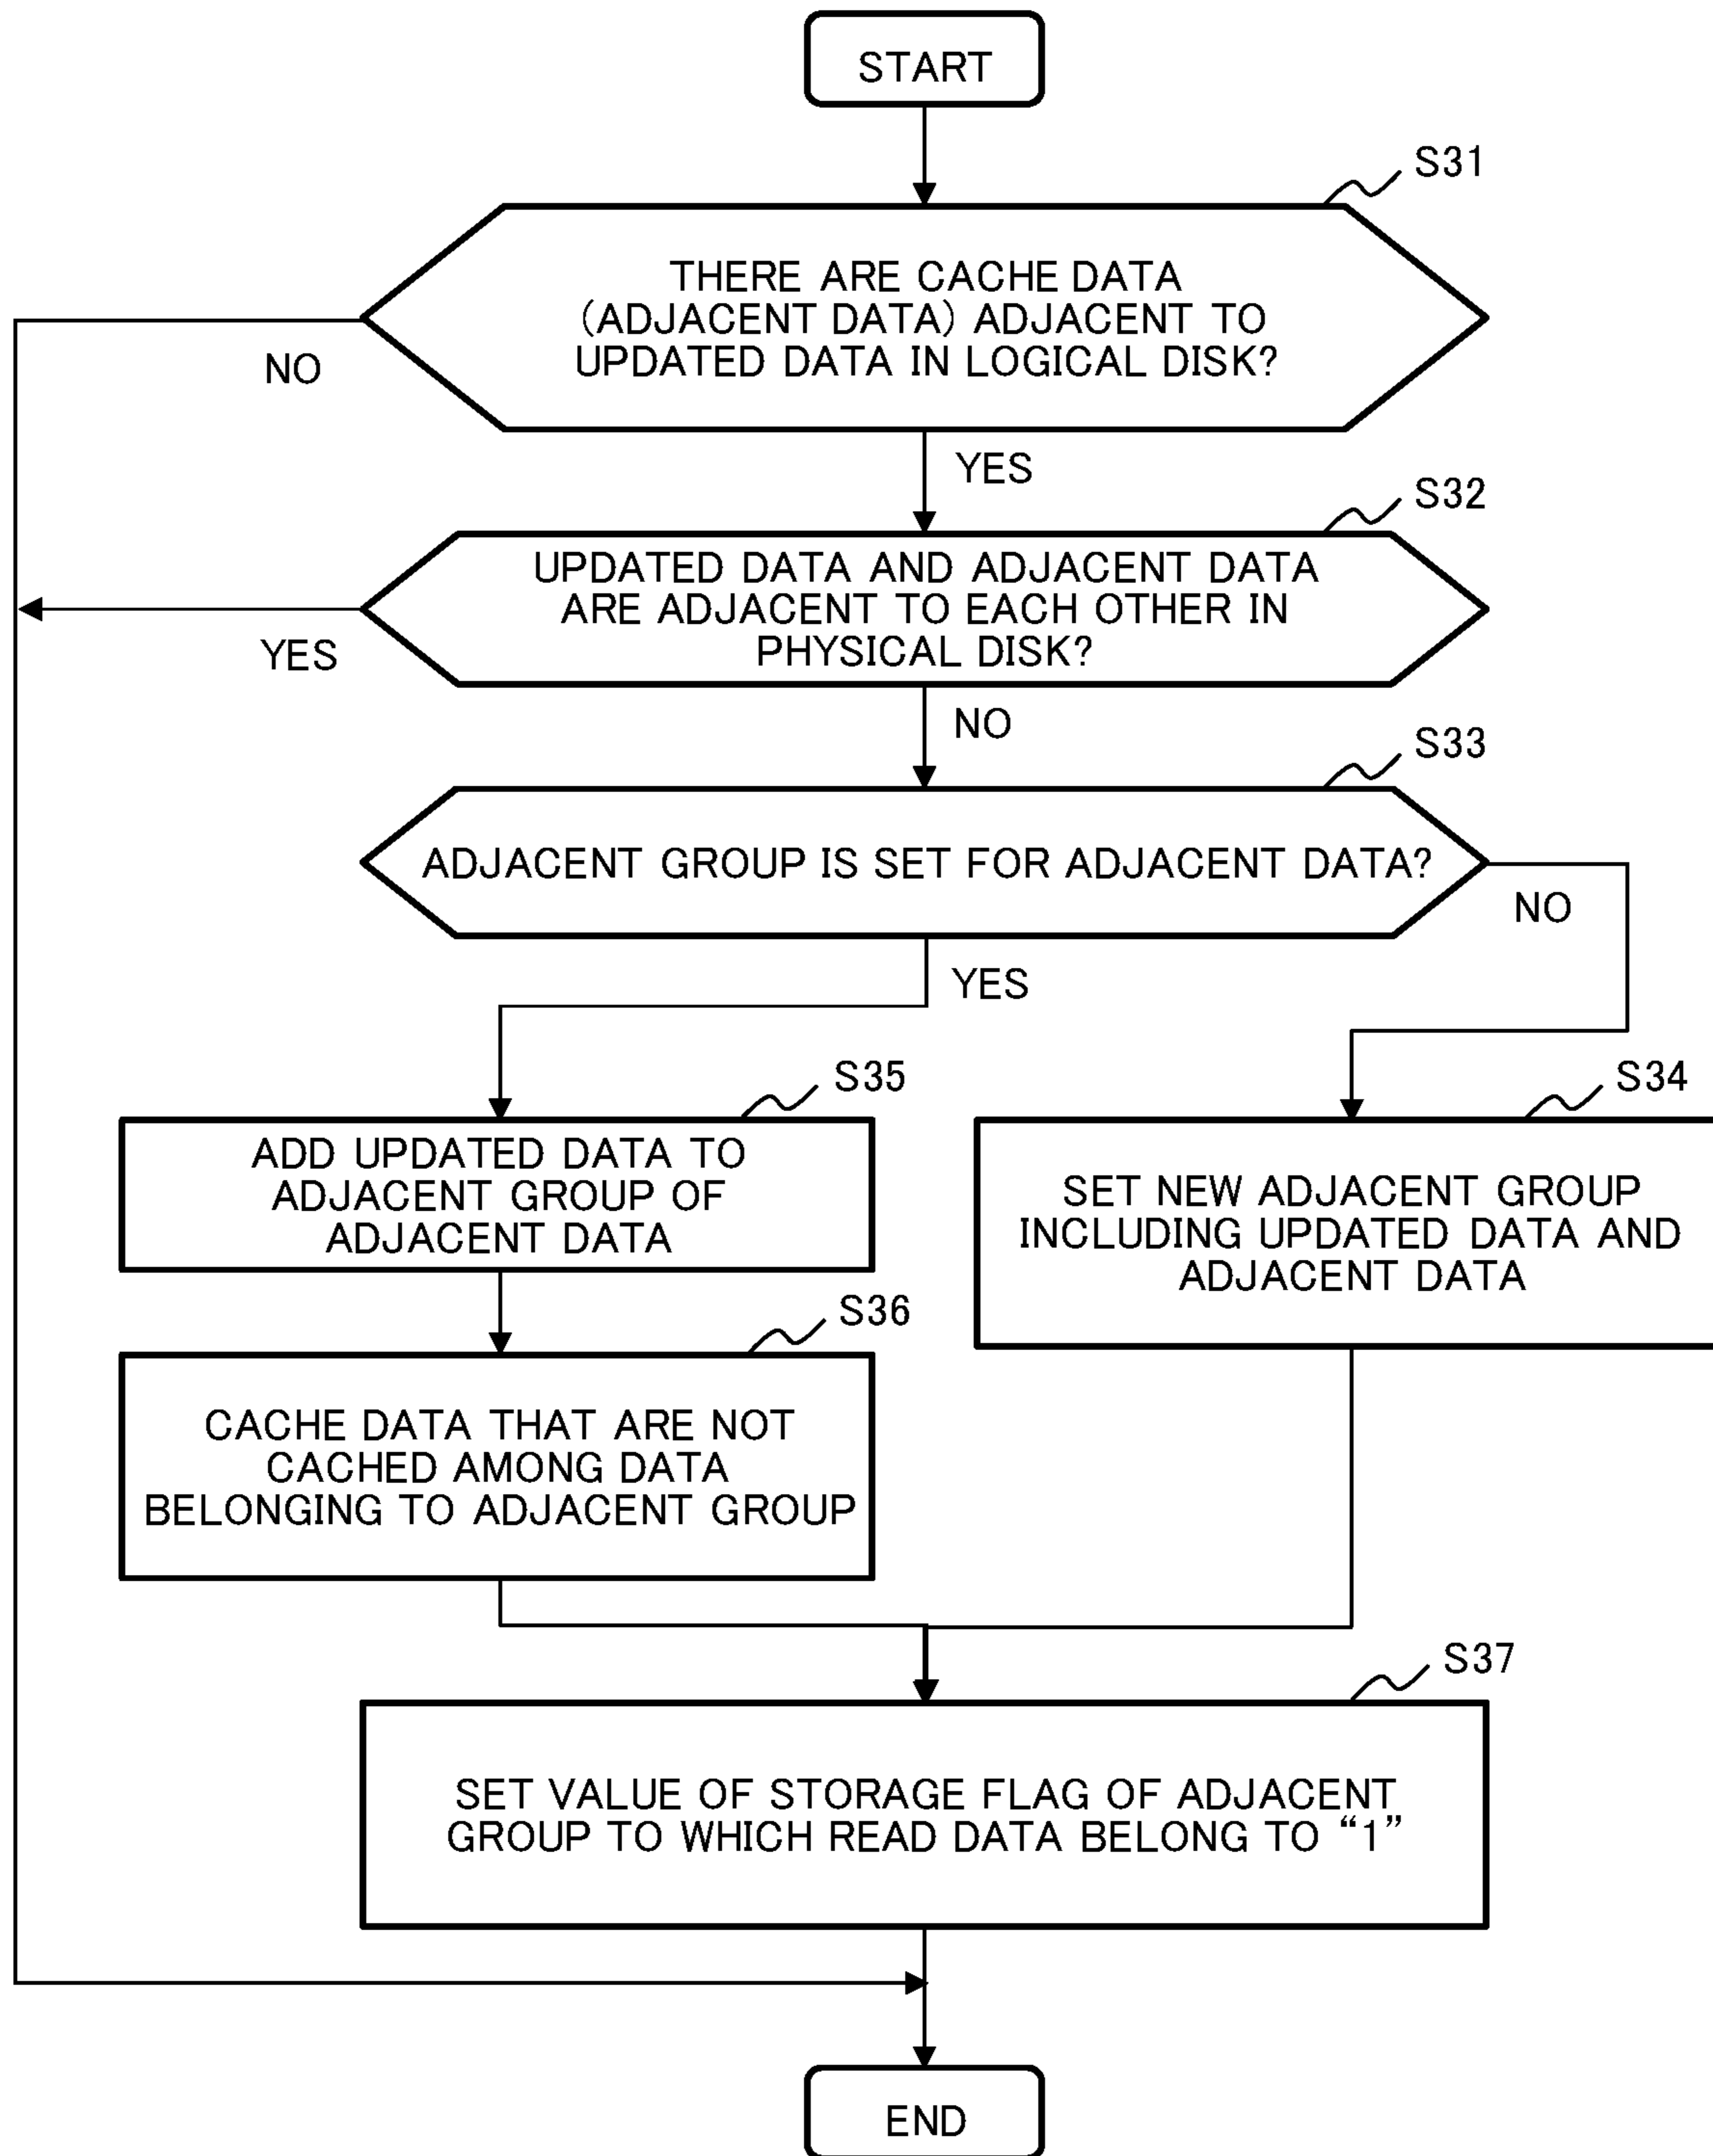 START
S31
THERE ARE CACHE DATA
(ADJACENT DATA) ADJACENT TO
UPDATED DATA IN LOGICAL DISK?
NO
YES
S32
UPDATED DATA AND ADJACENT DATA
ARE ADJACENT TO EACH OTHER IN
PHYSICAL DISK?
YES
NO
S33
ADJACENT GROUP IS SET FOR ADJACENT DATA?
NO
YES
S35
ADD UPDATED DATA TO
ADJACENT GROUP OF
ADJACENT DATA
S34
SET NEW ADJACENT GROUP
INCLUDING UPDATED DATA AND
ADJACENT DATA
S36
CACHE DATA THAT ARE NOT
CACHED AMONG DATA
BELONGING TO ADJACENT GROUP
S37
SET VALUE OF STORAGE FLAG OF ADJACENT
GROUP TO WHICH READ DATA BELONG TO “1”
END